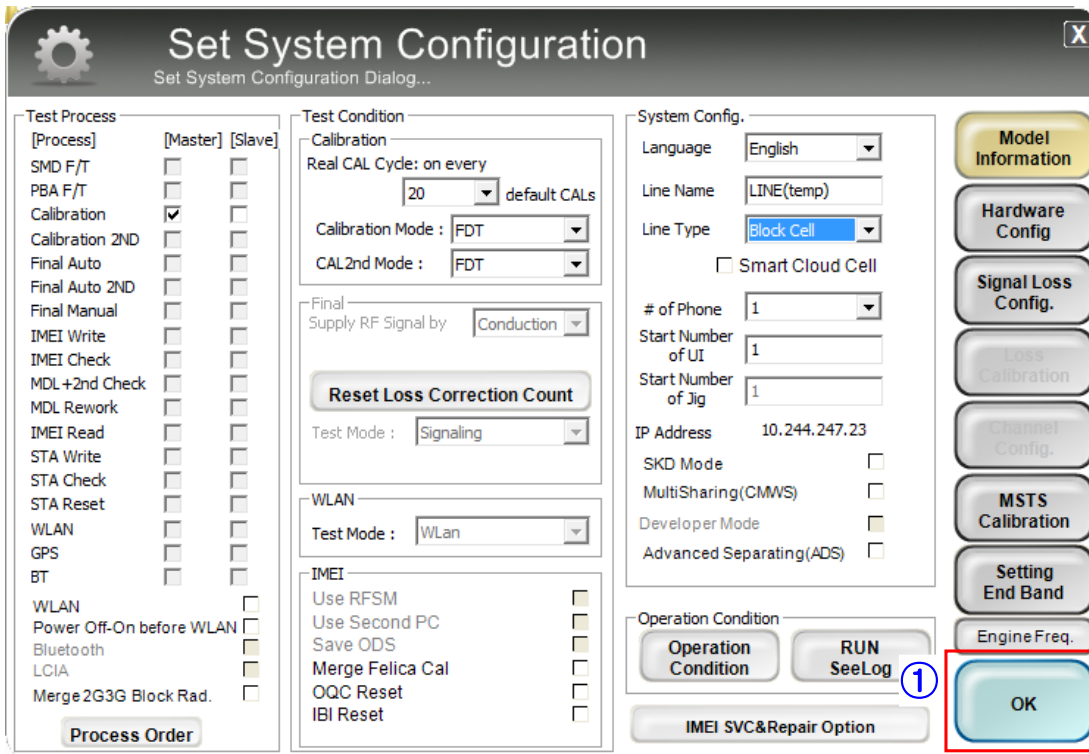 Set System Configuration
Set System Configuration Dialog...
X
Test Process
[Process] [Master] [Slave]
SMD F/T
PBA F/T
Calibration
Calibration 2ND
Final Auto
Final Auto 2ND
Final Manual
IMEI Write
IMEI Check
MDL+2nd Check
MDL Rework
IMEI Read
STA Write
STA Check
STA Reset
WLAN
GPS
BT
WLAN
Power Off-On before WLAN
Bluetooth
LCIA
Merge 2G3G Block Rad.
Process Order
Test Condition
Calibration
Real CAL Cycle: on every
20 default CALs
Calibration Mode : FDT
CAL2nd Mode : FDT
Final
Supply RF Signal by Conduction
Reset Loss Correction Count
Test Mode : Signaling
WLAN
Test Mode : WLan
IMEI
Use RFSM
Use Second PC
Save ODS
Merge Felica Cal
OQC Reset
IBI Reset
System Config.
Language English
Line Name LINE(temp)
Line Type Block Cell
Smart Cloud Cell
# of Phone 1
Start Number
of UI 1
Start Number
of Jig 1
IP Address 10.244.247.23
SKD Mode
MultiSharing(CMWS)
Developer Mode
Advanced Separating(ADS)
Operation Condition
Operation
Condition
RUN
SeeLog
IMEI SVC&Repair Option
Model
Information
Hardware
Config
Signal Loss
Config.
Loss
Calibration
Channel
Config.
MSTS
Calibration
Setting
End Band
Engine Freq.
①
OK